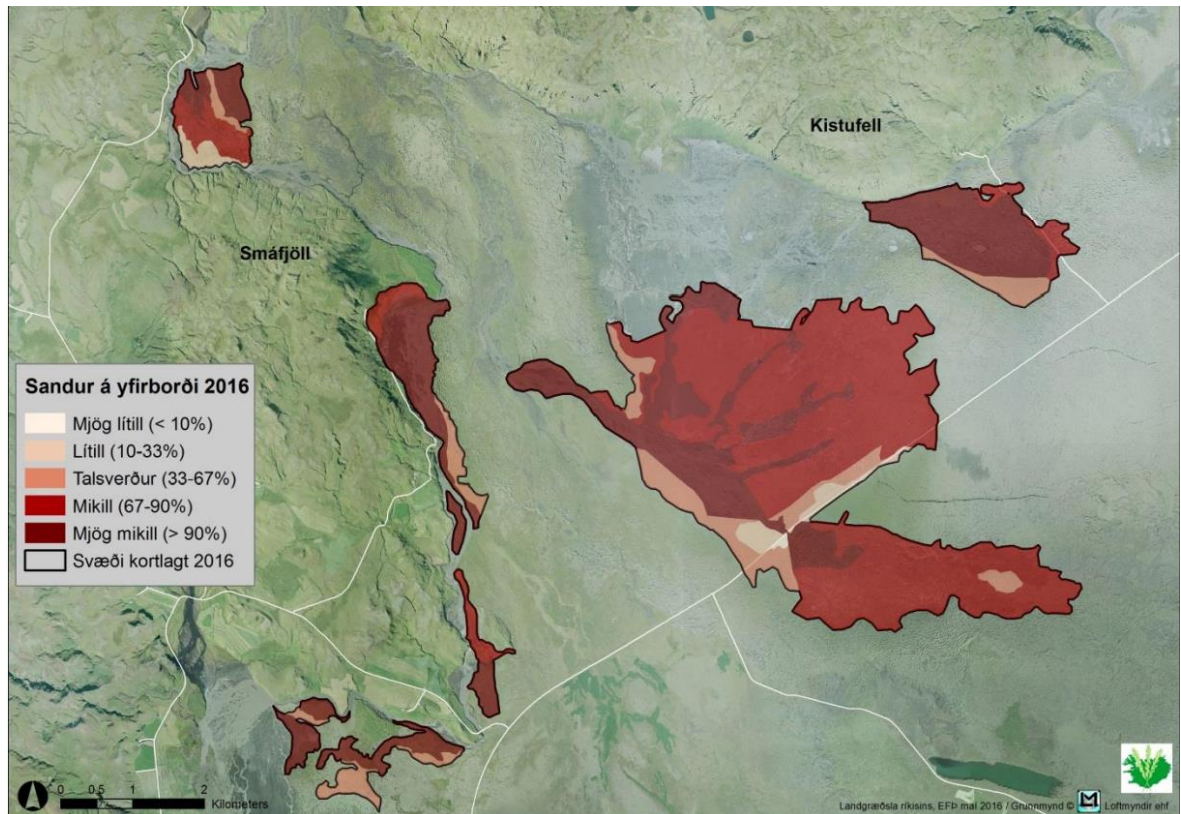 Kistufell
Smáfjöll
Sandur á yfirborði 2016
Mjög lítill (< 10%)
Lítill (10-33%)
Talsverður (33-67%)
Mikill (67-90%)
Mjög mikill (> 90%)
Svæði kortlagt 2016
0 0,5 1 2
Kilometers
Landgræðsla ríkisins, EFÞ maí 2016 / Grunnmynd © Loftmyndir ehf